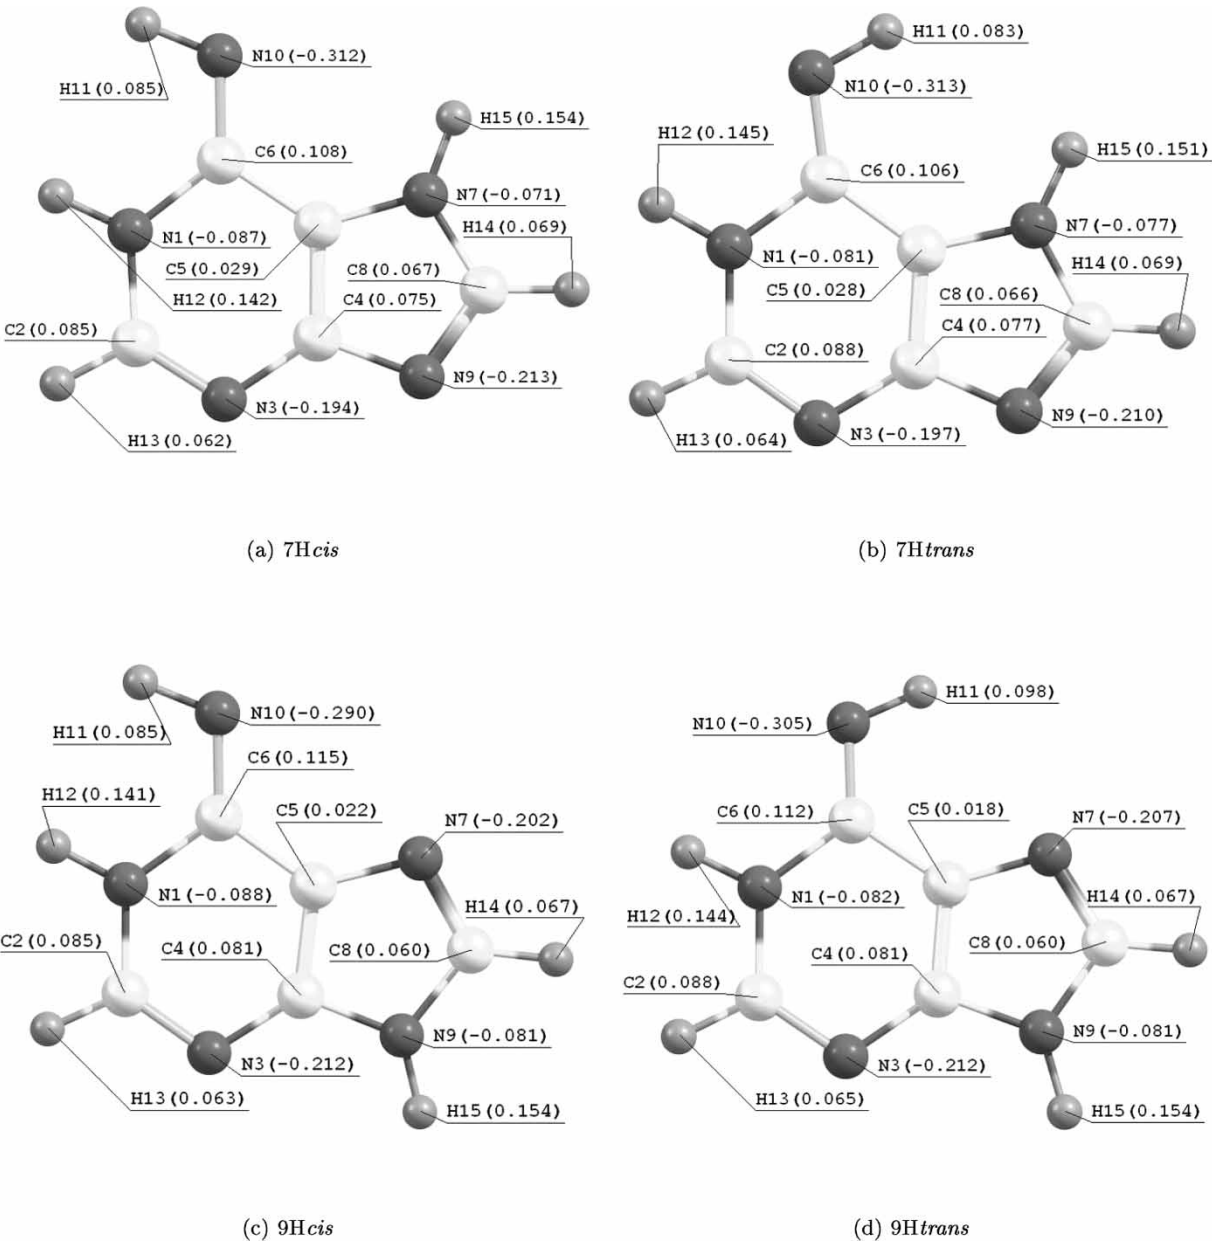 N10(-0.312)
H11(0.085)
H15(0.154)
C6(0.108)
N7(-0.071)
H14(0.069)
N1(-0.087)
C5(0.029)
C8(0.067)
H12(0.142)
C4(0.075)
C2(0.085)
N9(-0.213)
N3(-0.194)
H13(0.062)
(a) 7Hcis
H11(0.083)
N10(-0.313)
H12(0.145)
H15(0.151)
C6(0.106)
N7(-0.077)
H14(0.069)
N1(-0.081)
C5(0.028)
C8(0.066)
C4(0.077)
C2(0.088)
N9(-0.210)
N3(-0.197)
H13(0.064)
(b) 7Htrans
N10(-0.290)
H11(0.085)
C6(0.115)
H12(0.141)
C5(0.022)
N7(-0.202)
N1(-0.088)
H14(0.067)
C2(0.085)
C4(0.081)
C8(0.060)
N9(-0.081)
N3(-0.212)
H13(0.063)
H15(0.154)
(c) 9Hcis
H11(0.098)
N10(-0.305)
C6(0.112)
C5(0.018)
N7(-0.207)
N1(-0.082)
H14(0.067)
H12(0.144)
C8(0.060)
C4(0.081)
C2(0.088)
N9(-0.081)
N3(-0.212)
H13(0.065)
H15(0.154)
(d) 9Htrans